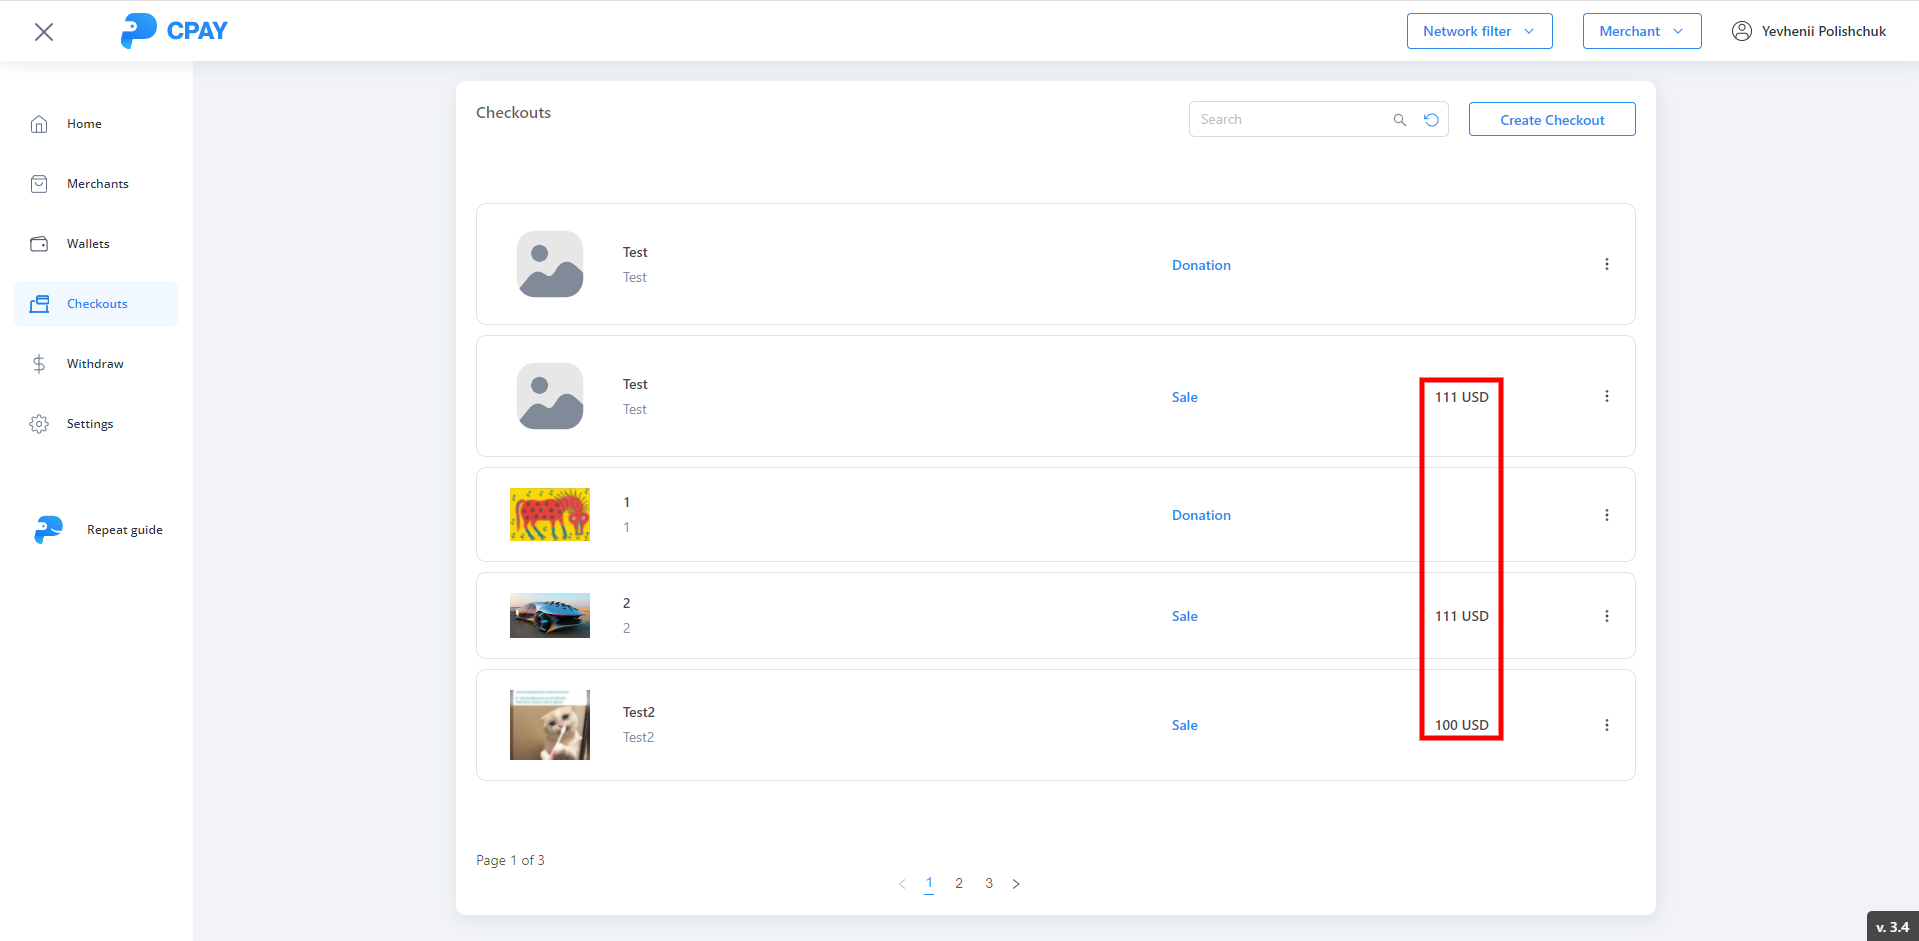 CPAY
Network filter
Merchant
Yevhenii Polishchuk
Home
Merchants
Wallets
Checkouts
Withdraw
Settings
Repeat guide
Checkouts
Search
Create Checkout
Test
Test
Donation
Test
Test
Sale
111 USD
1
1
Donation
2
2
Sale
111 USD
Test2
Test2
Sale
100 USD
Page 1 of 3
< 1 2 3 >
v. 3.4